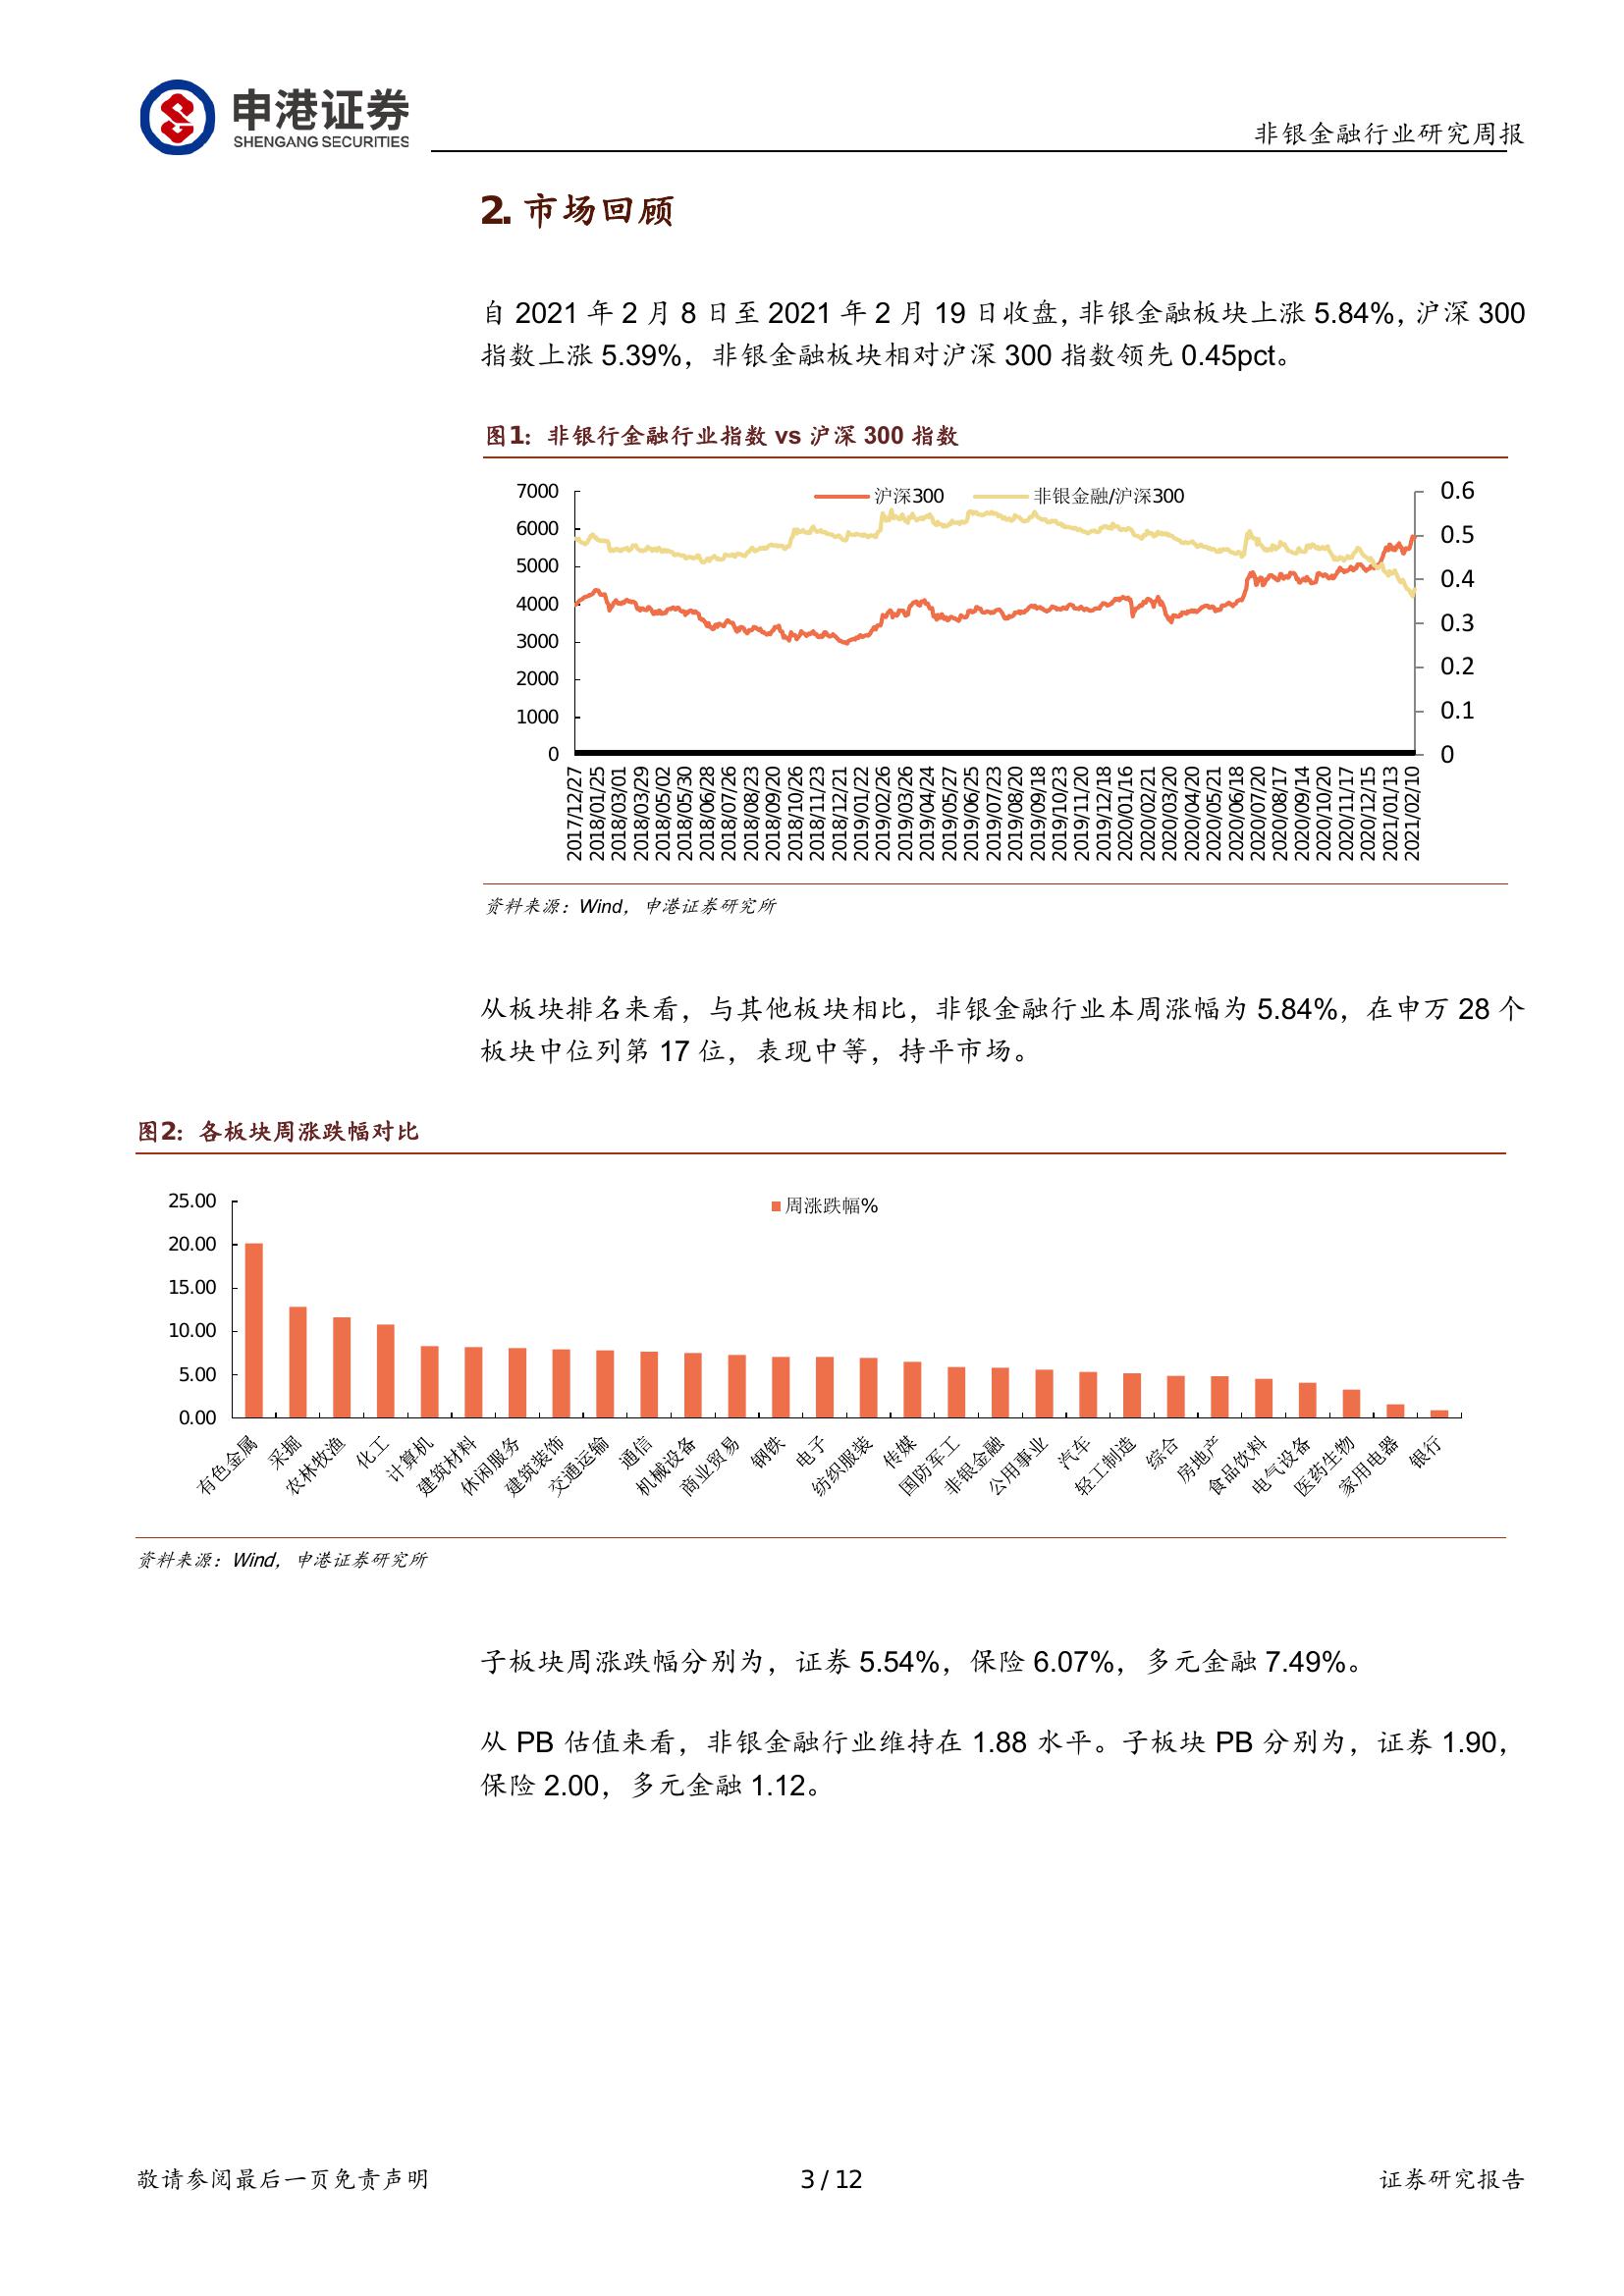 申港证券
SHENGANG SECURITIES
非银金融行业研究周报
2. 市场回顾
自 2021 年 2 月 8 日至 2021 年 2 月 19 日收盘，非银金融板块上涨 5.84%，沪深 300
指数上涨 5.39%，非银金融板块相对沪深 300 指数领先 0.45pct。
图1：非银行金融行业指数 vs 沪深 300 指数
沪深300 非银金融/沪深300
7000
6000
5000
4000
3000
2000
1000
0
0.6
0.5
0.4
0.3
0.2
0.1
0
2017/12/27
2018/01/25
2018/03/01
2018/03/29
2018/05/02
2018/05/30
2018/06/28
2018/07/26
2018/08/23
2018/09/20
2018/10/26
2018/11/23
2018/12/21
2019/01/22
2019/02/26
2019/03/26
2019/04/24
2019/05/27
2019/06/25
2019/07/23
2019/08/20
2019/09/18
2019/10/23
2019/11/20
2019/12/18
2020/01/16
2020/02/21
2020/03/20
2020/04/20
2020/05/21
2020/06/18
2020/07/20
2020/08/17
2020/09/14
2020/10/20
2020/11/17
2020/12/15
2021/01/13
2021/02/10
资料来源：Wind，申港证券研究所
从板块排名来看，与其他板块相比，非银金融行业本周涨幅为 5.84%，在申万 28 个
板块中位列第 17 位，表现中等，持平市场。
图2：各板块周涨跌幅对比
周涨跌幅%
25.00
20.00
15.00
10.00
5.00
0.00
有色金属
采掘
农林牧渔
化工
计算机
建筑材料
休闲服务
建筑装饰
交通运输
通信
机械设备
商业贸易
钢铁
电子
纺织服装
传媒
国防军工
非银金融
公用事业
汽车
轻工制造
综合
房地产
食品饮料
电气设备
医药生物
家用电器
银行
资料来源：Wind，申港证券研究所
子板块周涨跌幅分别为，证券 5.54%，保险 6.07%，多元金融 7.49%。
从 PB 估值来看，非银金融行业维持在 1.88 水平。子板块 PB 分别为，证券 1.90，
保险 2.00，多元金融 1.12。
敬请参阅最后一页免责声明
3 / 12
证券研究报告